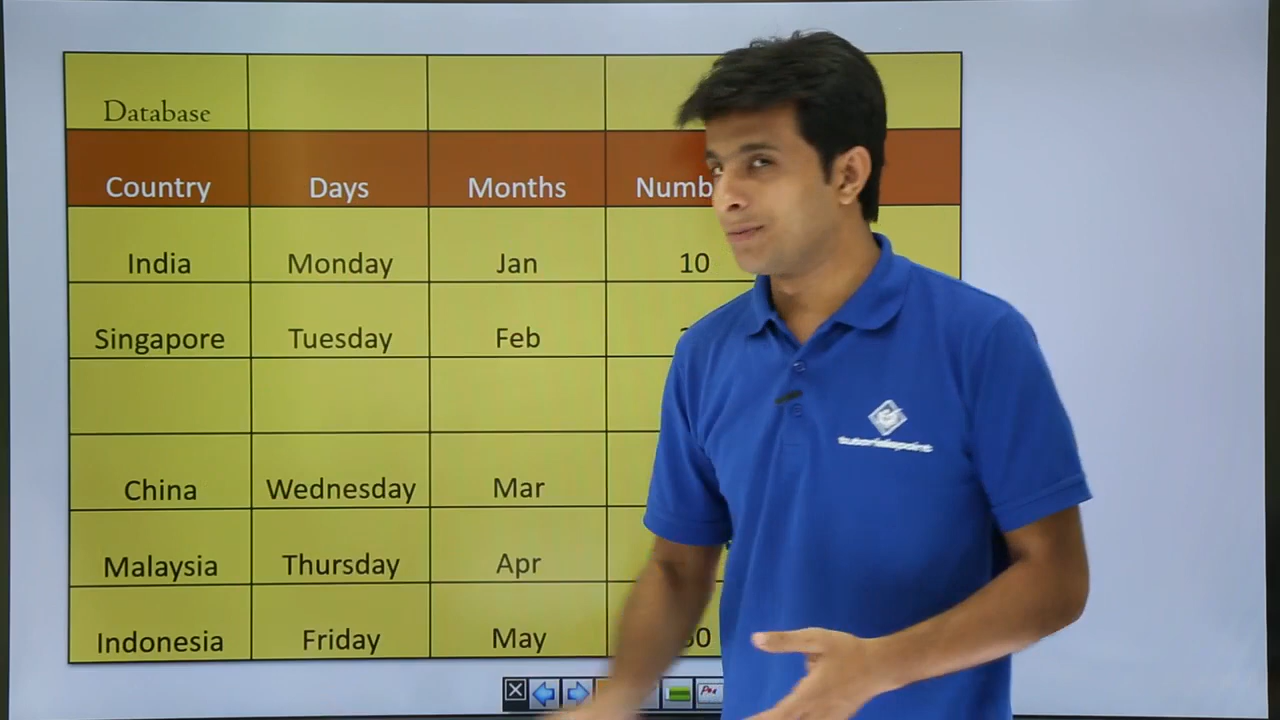 Database
Country Days Months
India Monday Jan 10
Singapore Tuesday Feb
China Wednesday Mar
Malaysia Thursday Apr
Indonesia Friday May
tutorialspoint